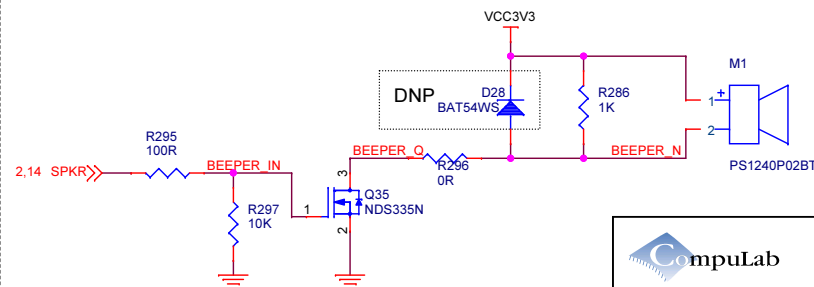 VCC3V3
M1
DNP
D28
BAT54WS
R286
1K
+
1
2
R295
100R
2,14 SPKR
BEEPER_IN
BEEPER_Q
R296
0R
BEEPER_N
PS1240P02BT
3
Q35
NDS335N
1
2
R297
10K
CompuLab